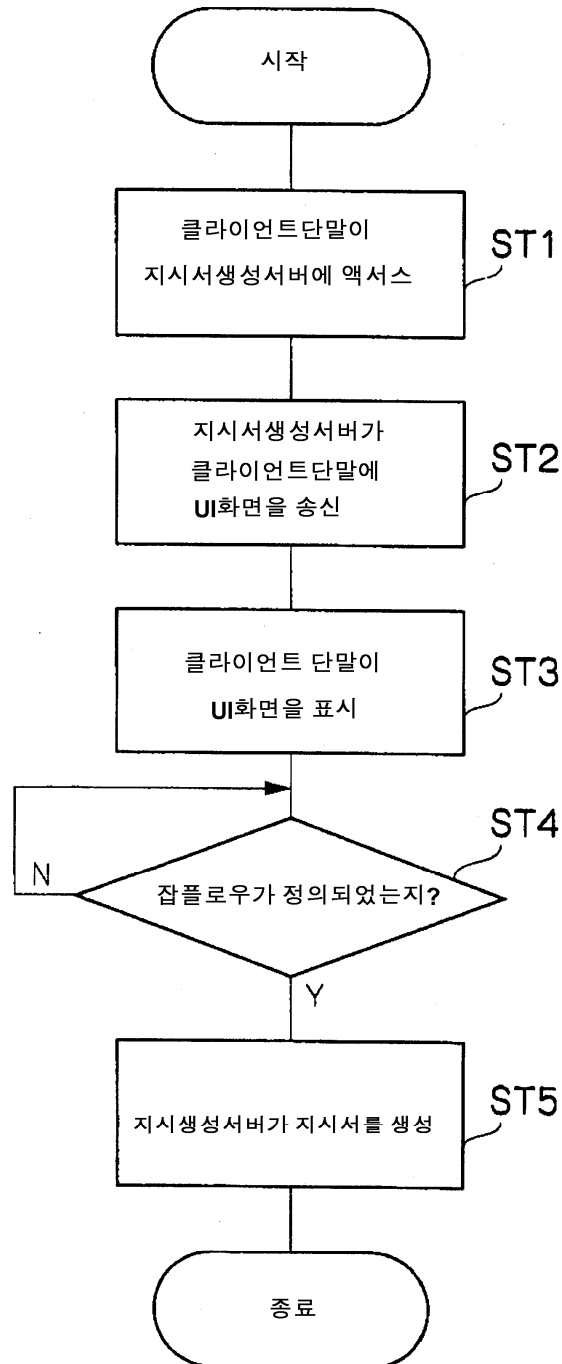 시작
클라이언트단말이
지시서생성서버에 액서스
ST1
지시서생성서버가
클라이언트단말에
UI화면을 송신
ST2
클라이언트 단말이
UI화면을 표시
ST3
ST4
N
잡플로우가 정의되었는지?
Y
지시생성서버가 지시서를 생성
ST5
종료